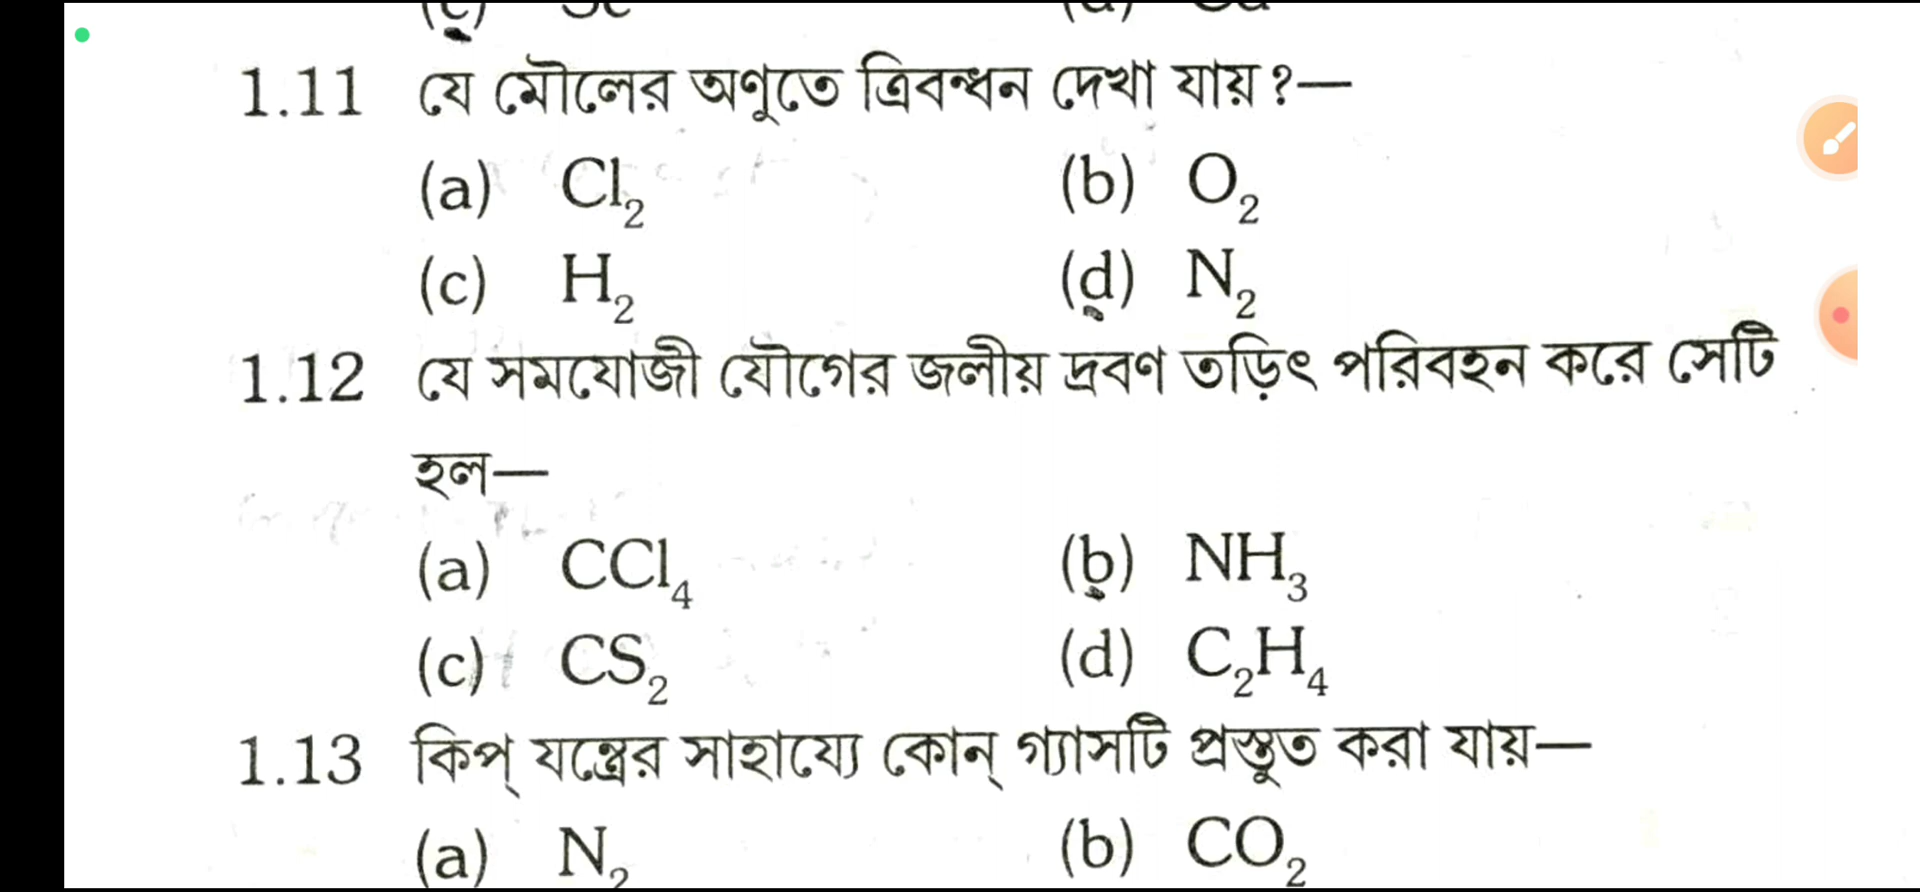 1.11 যে মৌলের অণুতে ত্রিবন্ধন দেখা যায় ?—
(a) Cl₂ (b) O₂
(c) H₂ (d) N₂
1.12 যে সমযোজী যৌগের জলীয় দ্রবণ তড়িৎ পরিবহন করে সেটি
হল—
(a) CCl₄ (b) NH₃
(c) CS₂ (d) C₂H₄
1.13 কিপ্ যন্ত্রের সাহায্যে কোন্ গ্যাসটি প্রস্তুত করা যায়—
(a) N₂ (b) CO₂